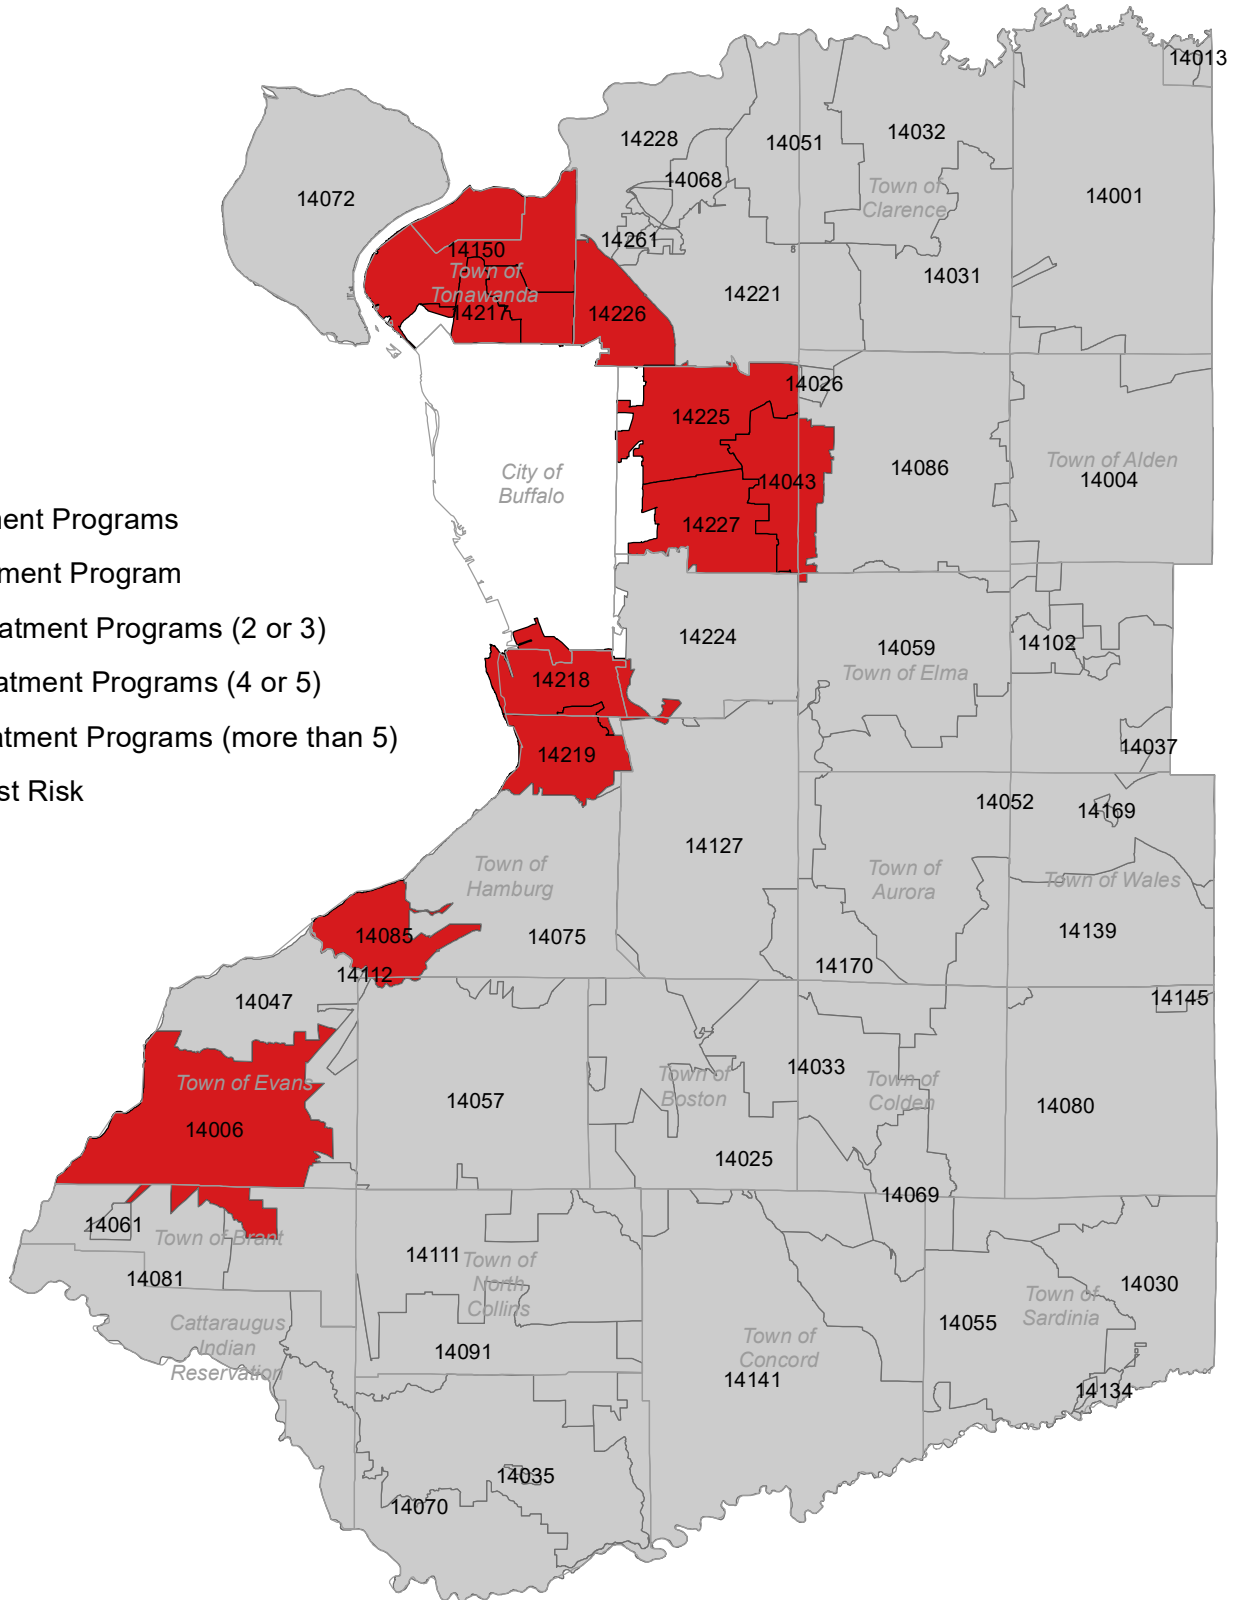 14013
14032
14228
14051
14068
Town of
Clarence
14001
14072
14261
14150
Town of
Tonawanda
14031
14221
14217
14226
8
14026
14225
City of
Buffalo
14086
Town of Alden
14004
14043
14227
ment Programs
ment Program
atment Programs (2 or 3)
atment Programs (4 or 5)
atment Programs (more than 5)
st Risk
14224
14059
Town of Elma
14102
14218
14219
14037
14052
14169
14127
Town of
Hamburg
Town of
Aurora
Town of Wales
14085
14075
14139
14112
14170
14047
14145
Town of Evans
14006
14057
Town of
Boston
14033
Town of
Colden
14080
14025
14069
14061
Town of Brant
14081
14111
Town of
North
Collins
14030
Town of
Sardinia
14055
Cattaraugus
Indian
Reservation
14091
Town of
Concord
14141
14134
14035
14070